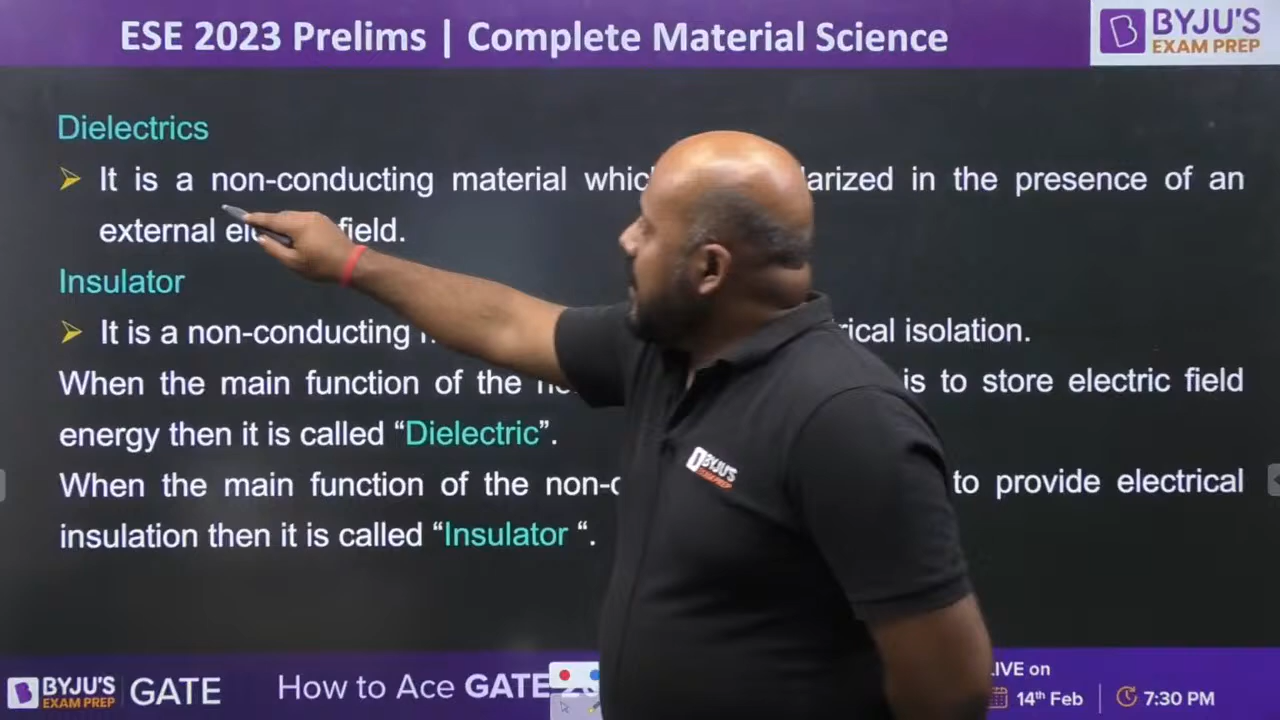 ESE 2023 Prelims | Complete Material Science
BYJU'S
EXAM PREP
Dielectrics
It is a non-conducting material in the presence of an
external field.
Insulator
It is a non-conducting isolation.
When the main function of the is to store electric field
energy then it is called “Dielectric”.
When the main function of the to provide electrical
insulation then it is called “Insulator “.
BYJU'S
EXAM PREP
BYJU'S
EXAM PREP
GATE
How to Ace GATE
LIVE on
14th Feb
7:30 PM